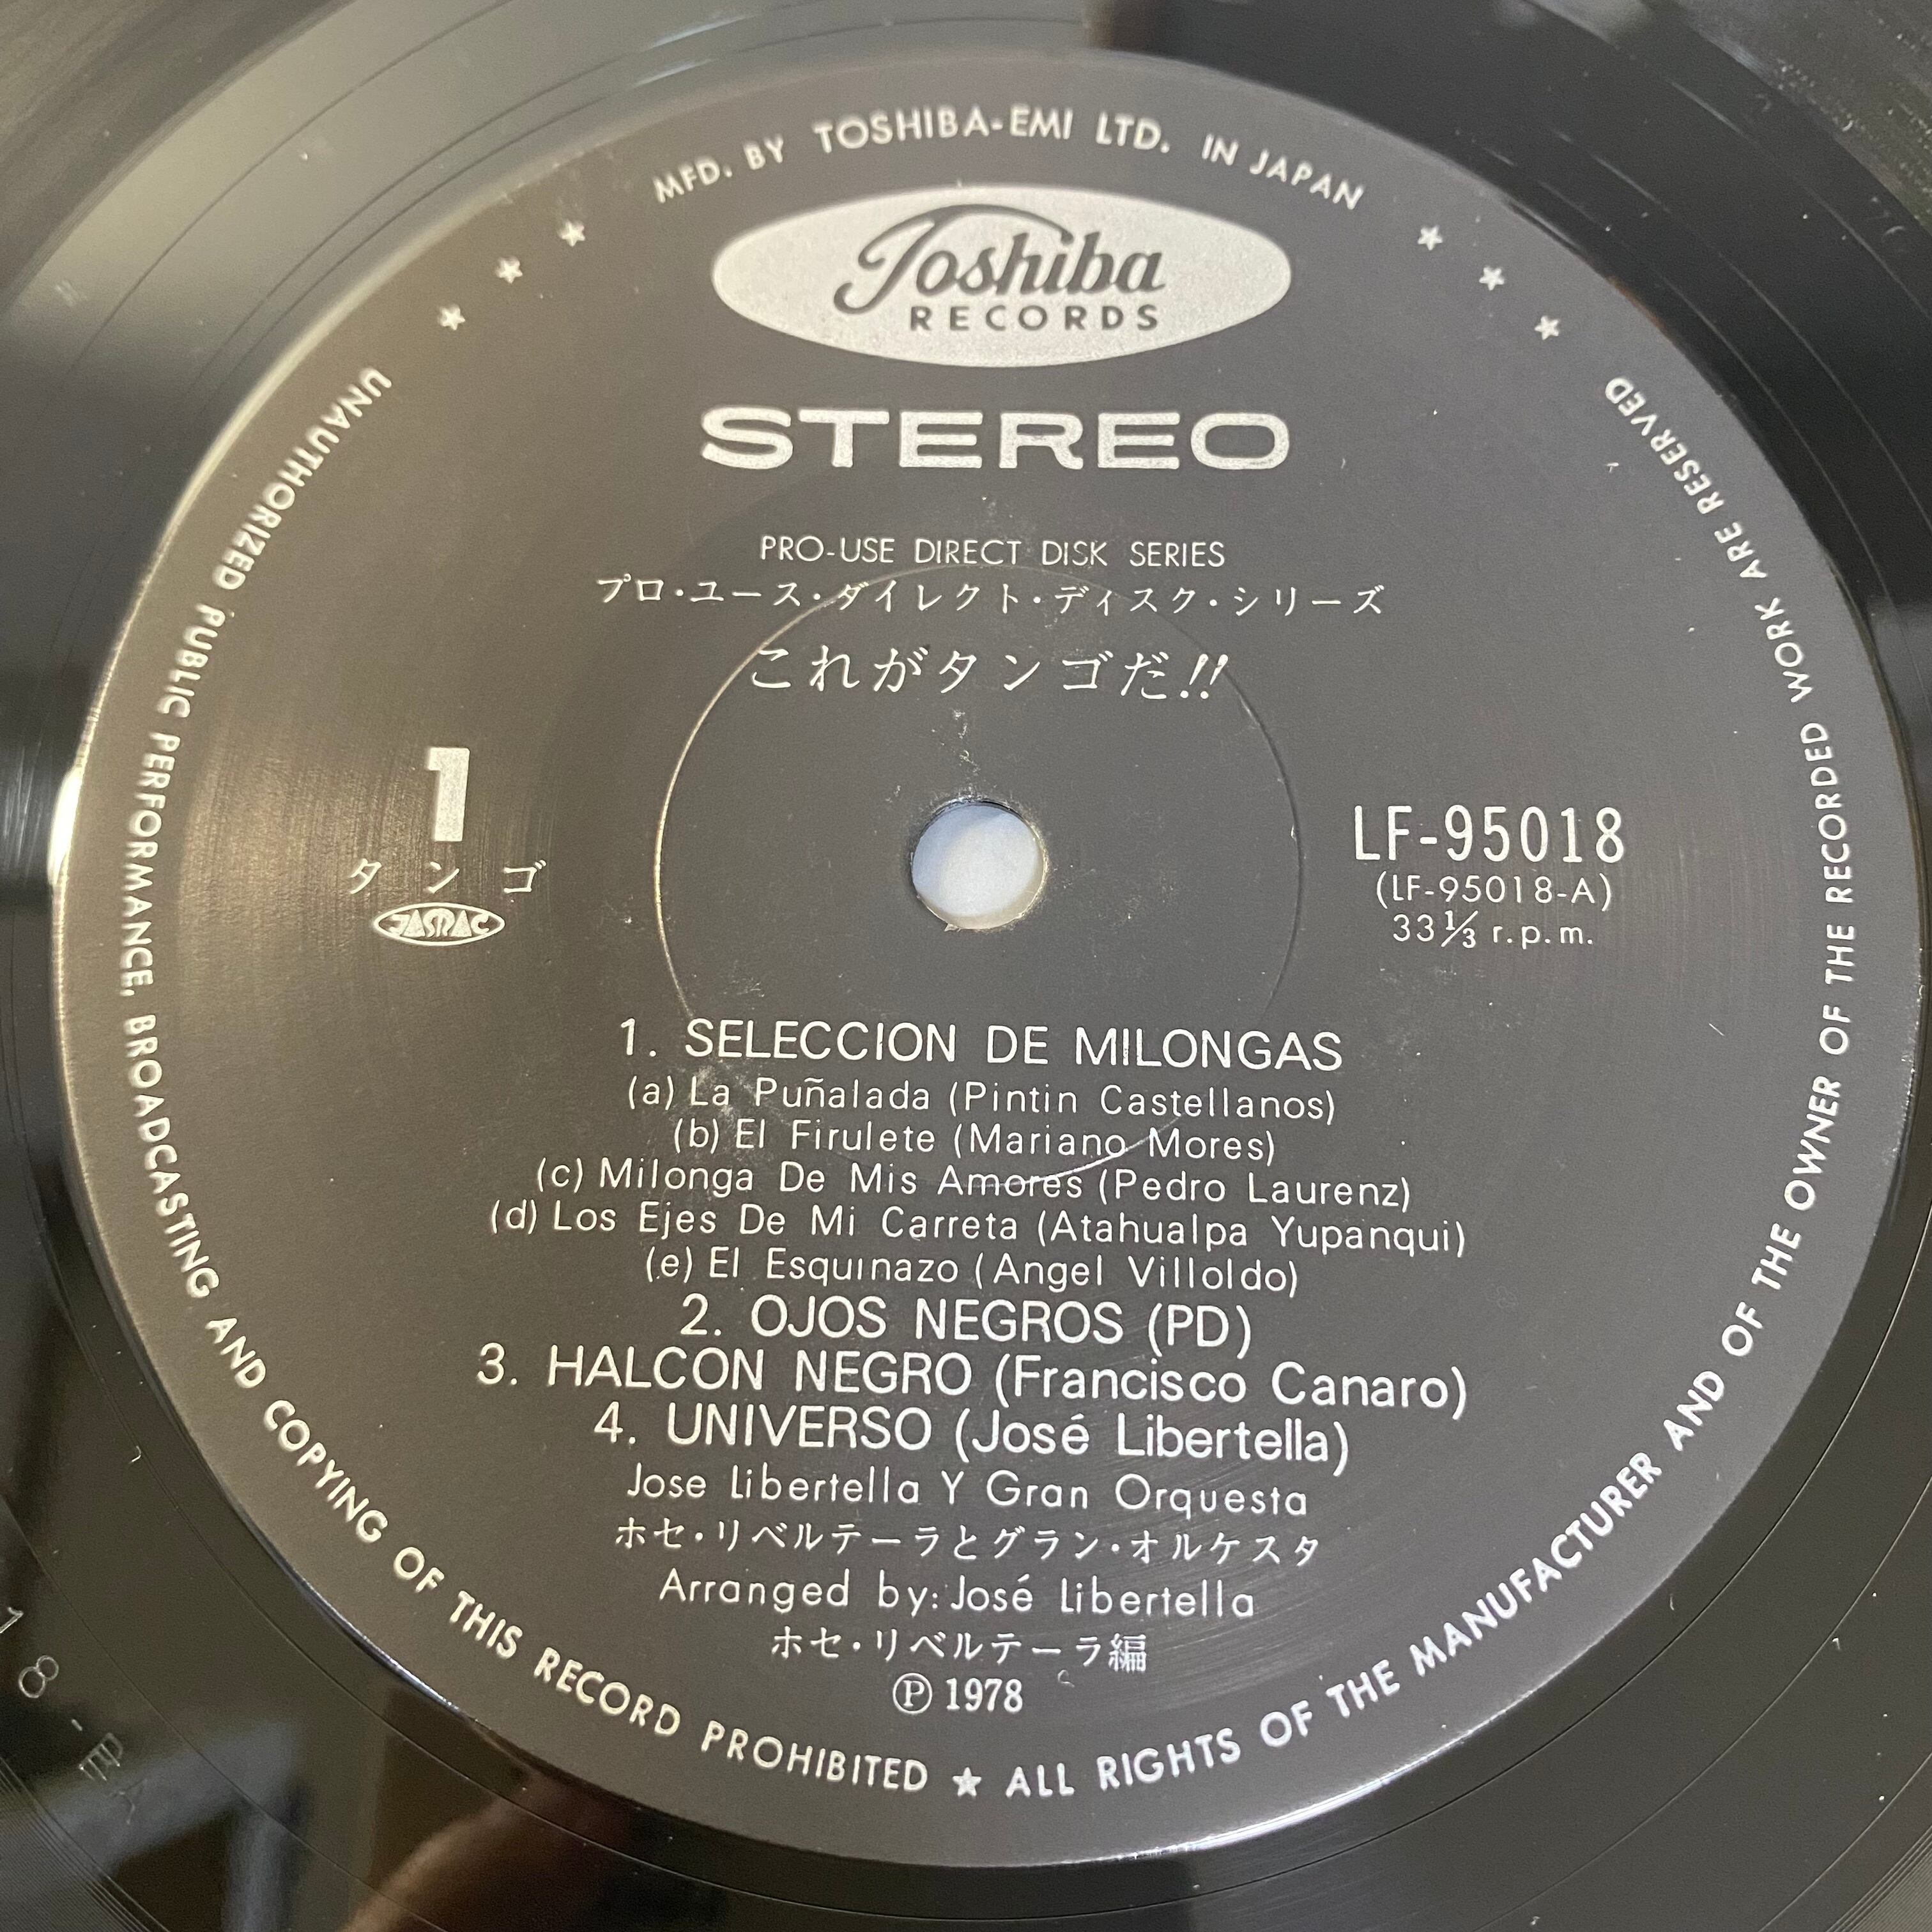 MFD. BY TOSHIBA-EMI LTD. IN JAPAN
Toshiba
RECORDS
STEREO
PRO-USE DIRECT DISK SERIES
プロ・ユース・ダイレクト・ディスク・シリーズ
これがタンゴだ!!
1
タンゴ
JASRAC
LF-95018
(LF-95018-A)
33 1/3 r.p.m.
1. SELECCION DE MILONGAS
(a) La Puñalada (Pintin Castellanos)
(b) El Firulete (Mariano Mores)
(c) Milonga De Mis Amores (Pedro Laurenz)
(d) Los Ejes De Mi Carreta (Atahualpa Yupanqui)
(e) El Esquinazo (Angel Villoldo)
2. OJOS NEGROS (PD)
3. HALCON NEGRO (Francisco Canaro)
4. UNIVERSO (José Libertella)
Jose Libertella Y Gran Orquesta
ホセ・リベルテーラとグラン・オルケスタ
Arranged by: José Libertella
ホセ・リベルテーラ編
Ⓟ 1978
UNAUTHORIZED PUBLIC PERFORMANCE, BROADCASTING AND COPYING OF THIS RECORD PROHIBITED ★ ALL RIGHTS OF THE MANUFACTURER AND OF THE OWNER OF THE RECORDED WORK ARE RESERVED